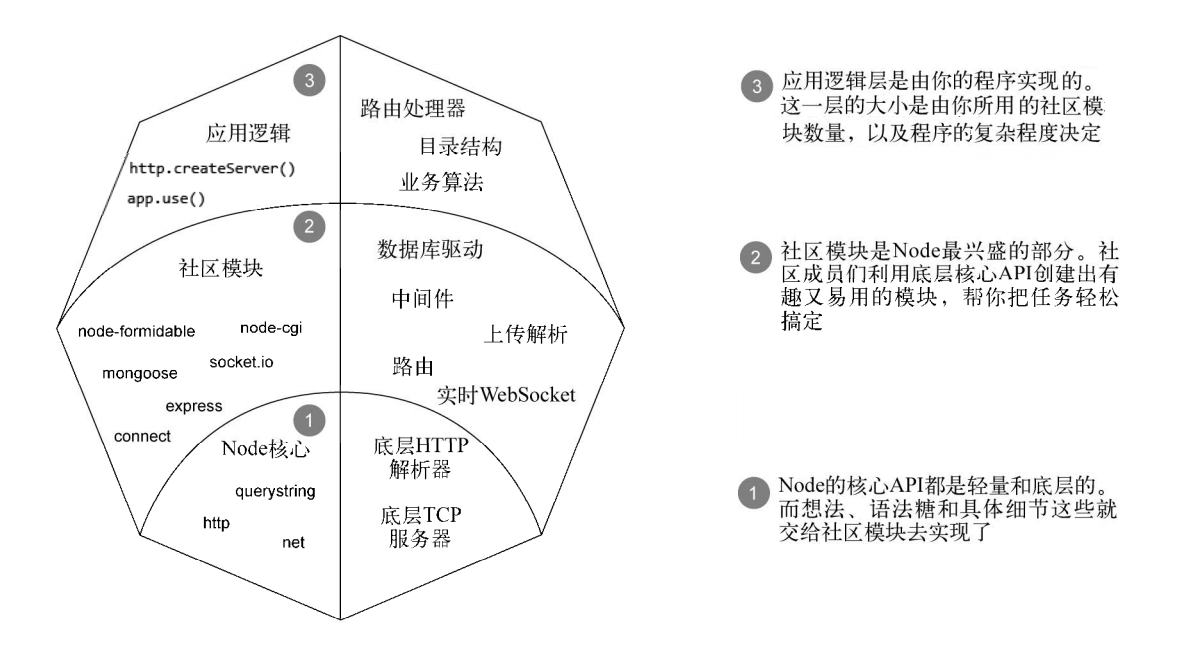 3
应用逻辑
http.createServer()
app.use()
路由处理器
目录结构
业务算法
2
社区模块
node-formidable
node-cgi
mongoose
socket.io
express
connect
数据库驱动
中间件
上传解析
路由
实时WebSocket
1
Node核心
querystring
http
net
底层HTTP
解析器
底层TCP
服务器
3 应用逻辑层是由你的程序实现的。
这一层的大小是由你所用的社区模
块数量，以及程序的复杂程度决定
2 社区模块是Node最兴盛的部分。社
区成员们利用底层核心API创建出有
趣又易用的模块，帮你把任务轻松
搞定
1 Node的核心API都是轻量和底层的。
而想法、语法糖和具体细节这些就
交给社区模块去实现了